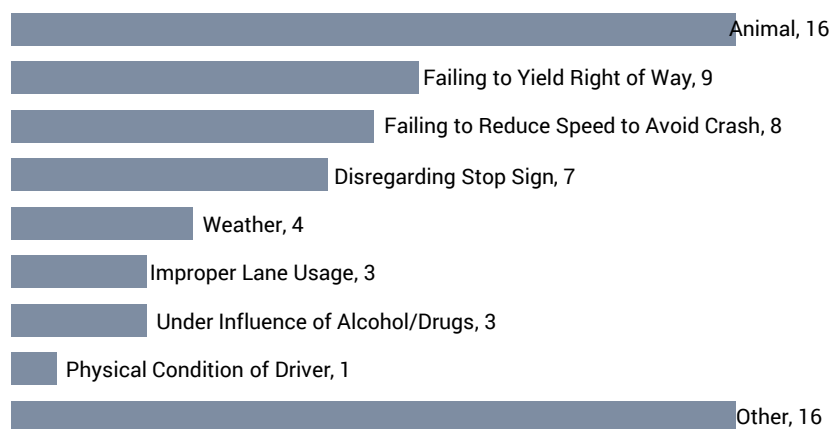 Animal, 16
Failing to Yield Right of Way, 9
Failing to Reduce Speed to Avoid Crash, 8
Disregarding Stop Sign, 7
Weather, 4
Improper Lane Usage, 3
Under Influence of Alcohol/Drugs, 3
Physical Condition of Driver, 1
Other, 16